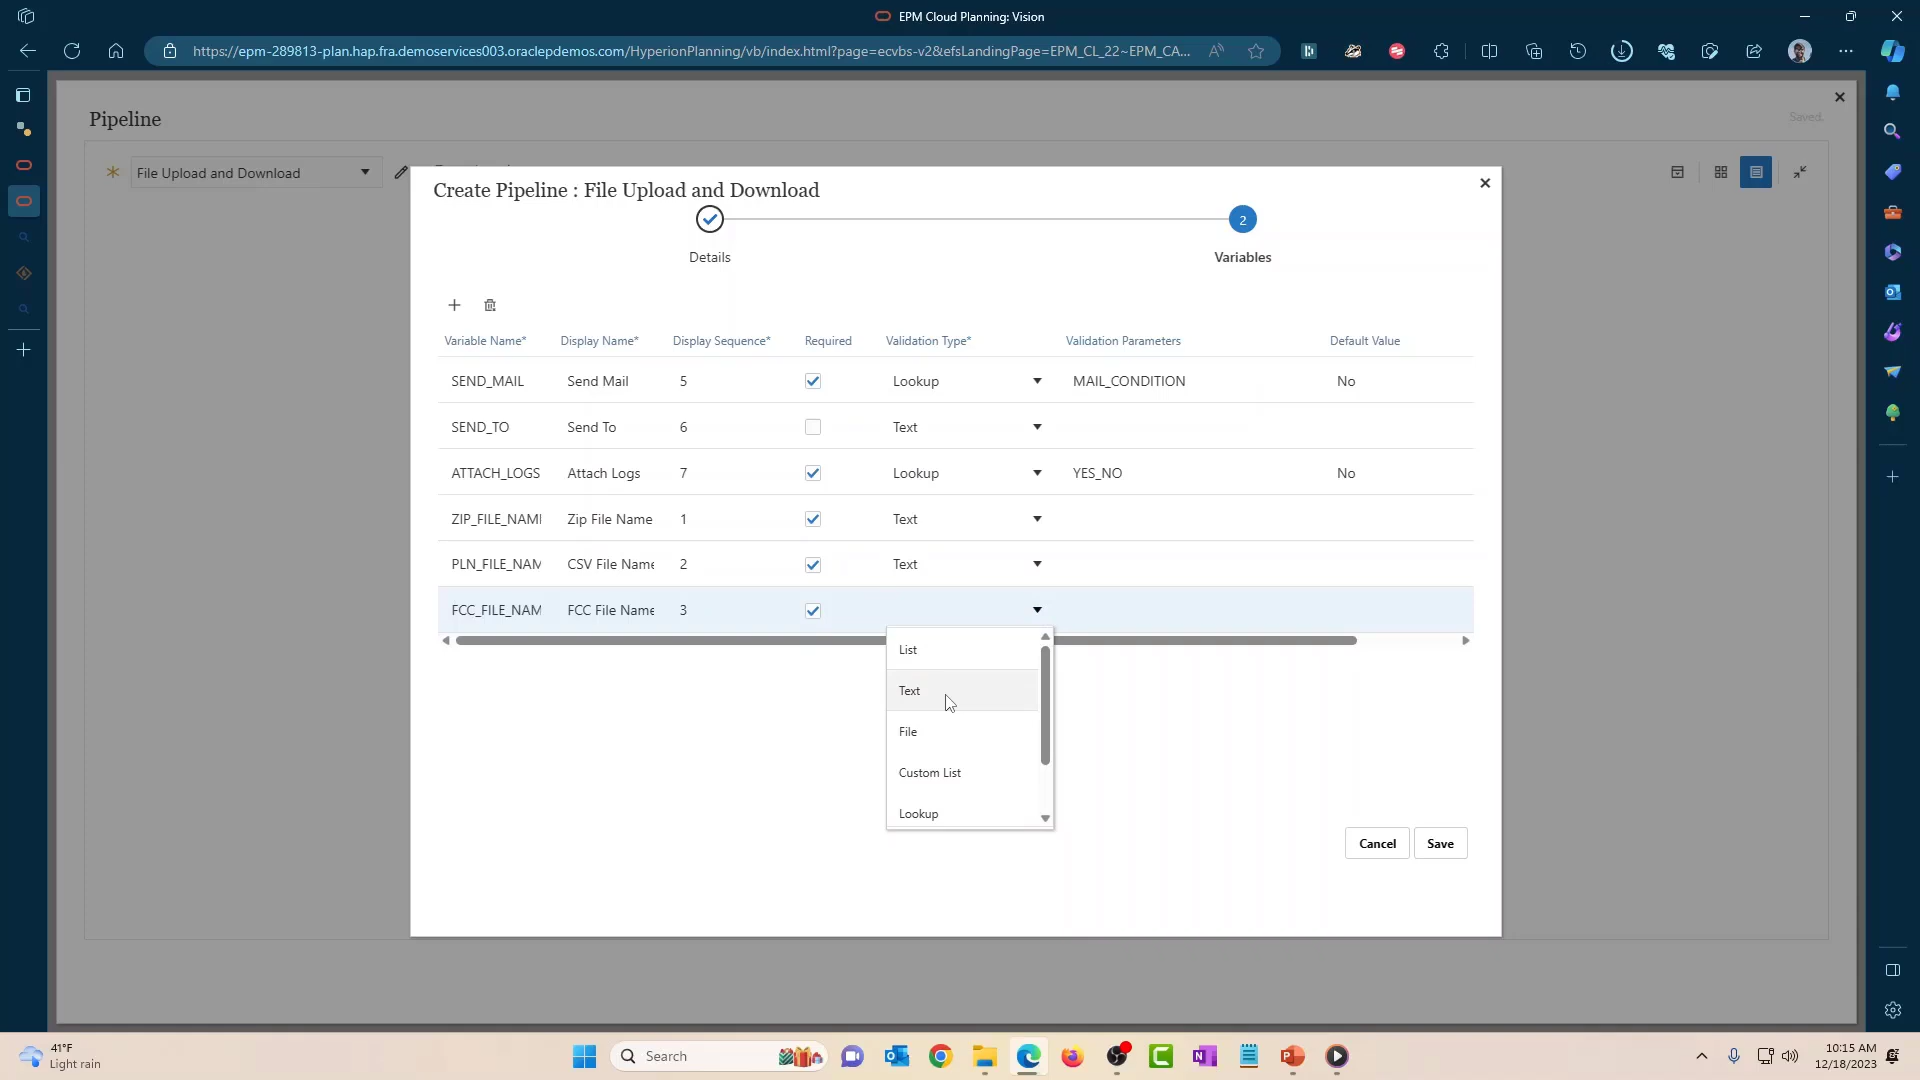 EPM Cloud Planning: Vision
https://epm-289813-plan.hap.fra.demoservices003.oraclepdemos.com/HyperionPlanning/vb/index.html?page=ecvbs-v2&efsLandingPage=EPM_CL_22~EPM_CA...
Pipeline
Saved.
* File Upload and Download
Create Pipeline : File Upload and Download
2
Details
Variables
Variable Name* Display Name* Display Sequence* Required Validation Type* Validation Parameters Default Value
SEND_MAIL Send Mail 5 Lookup MAIL_CONDITION No
SEND_TO Send To 6 Text
ATTACH_LOGS Attach Logs 7 Lookup YES_NO No
ZIP_FILE_NAM Zip File Name 1 Text
PLN_FILE_NAM CSV File Name 2 Text
FCC_FILE_NAM FCC File Name 3
List
Text
File
Custom List
Lookup
Cancel Save
41°F
Light rain
Search
10:15 AM
12/18/2023